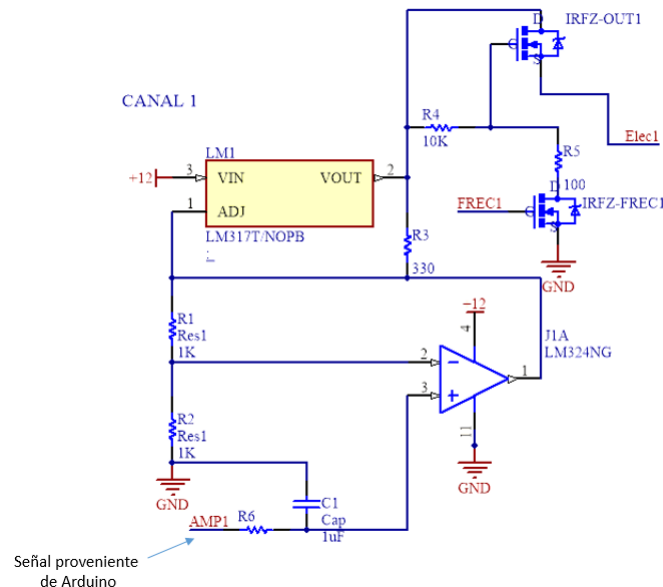 CANAL 1
D
IRFZ-OUT1
G
S
Elec1
R4
10K
R5
100
LM1
+12
3
VIN
VOUT
2
1
ADJ
LM317T/NOPB
FREC1
D
G
S
IRFZ-FREC1
GND
R3
330
R1
Res1
1K
-12
4
J1A
LM324NG
2
1
3
11
GND
R2
Res1
1K
GND
C1
Cap
1uF
AMP1
R6
Señal proveniente
de Arduino